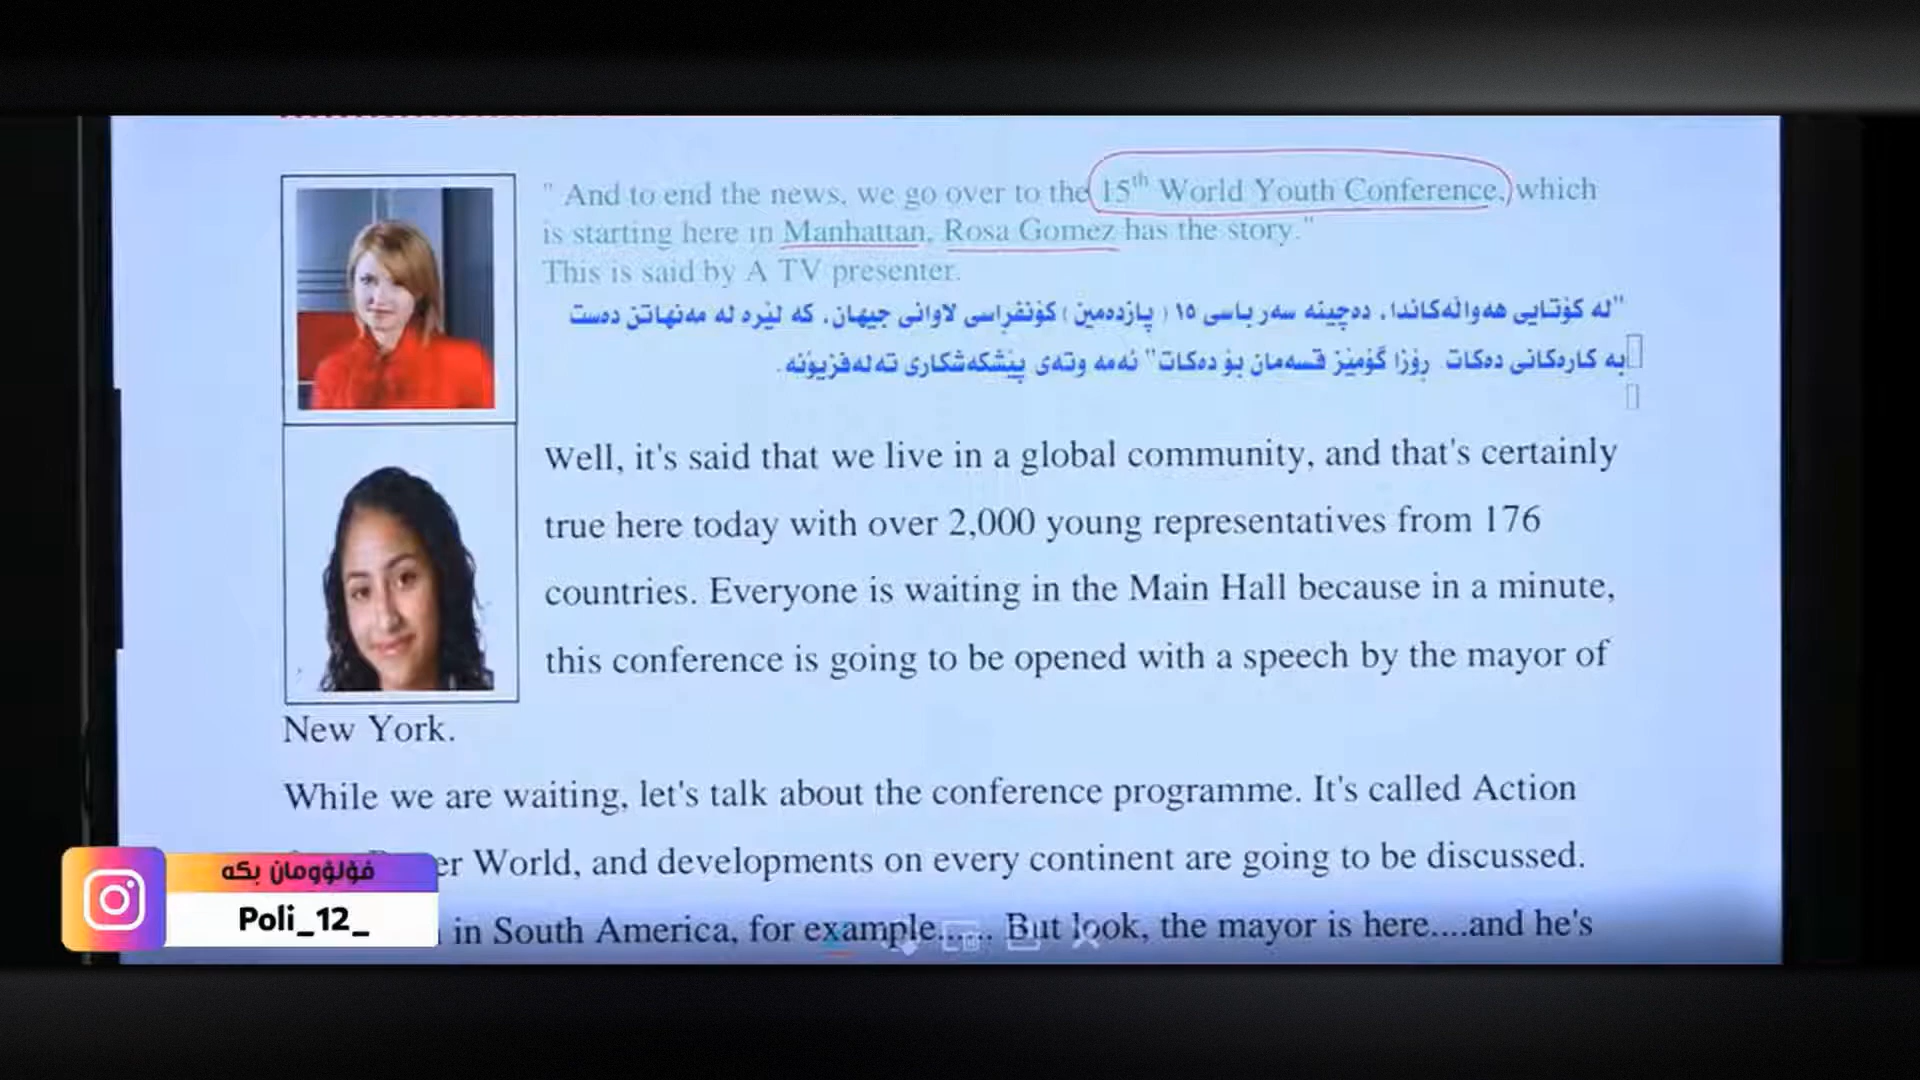 " And to end the news, we go over to the 15th World Youth Conference, which
is starting here in Manhattan, Rosa Gomez has the story."
This is said by A TV presenter.
"لە کۆتایی هەواڵەکاندا، دەچینە سەر باسی ١٥ ( پازدەمین ) کۆنفراسی لاوانی جیهان، کە لێرە لە مەنهاتن دەست
بە کارەکانی دەکات رۆزا گۆمێز قسەمان بۆ دەکات" ئەمە وتەی پێشکەشکاری تەلەفزیۆنە.
Well, it's said that we live in a global community, and that's certainly
true here today with over 2,000 young representatives from 176
countries. Everyone is waiting in the Main Hall because in a minute,
this conference is going to be opened with a speech by the mayor of
New York.
While we are waiting, let's talk about the conference programme. It's called Action
er World, and developments on every continent are going to be discussed.
in South America, for example...... But look, the mayor is here....and he's
فۆلۆومان بکە
Poli_12_